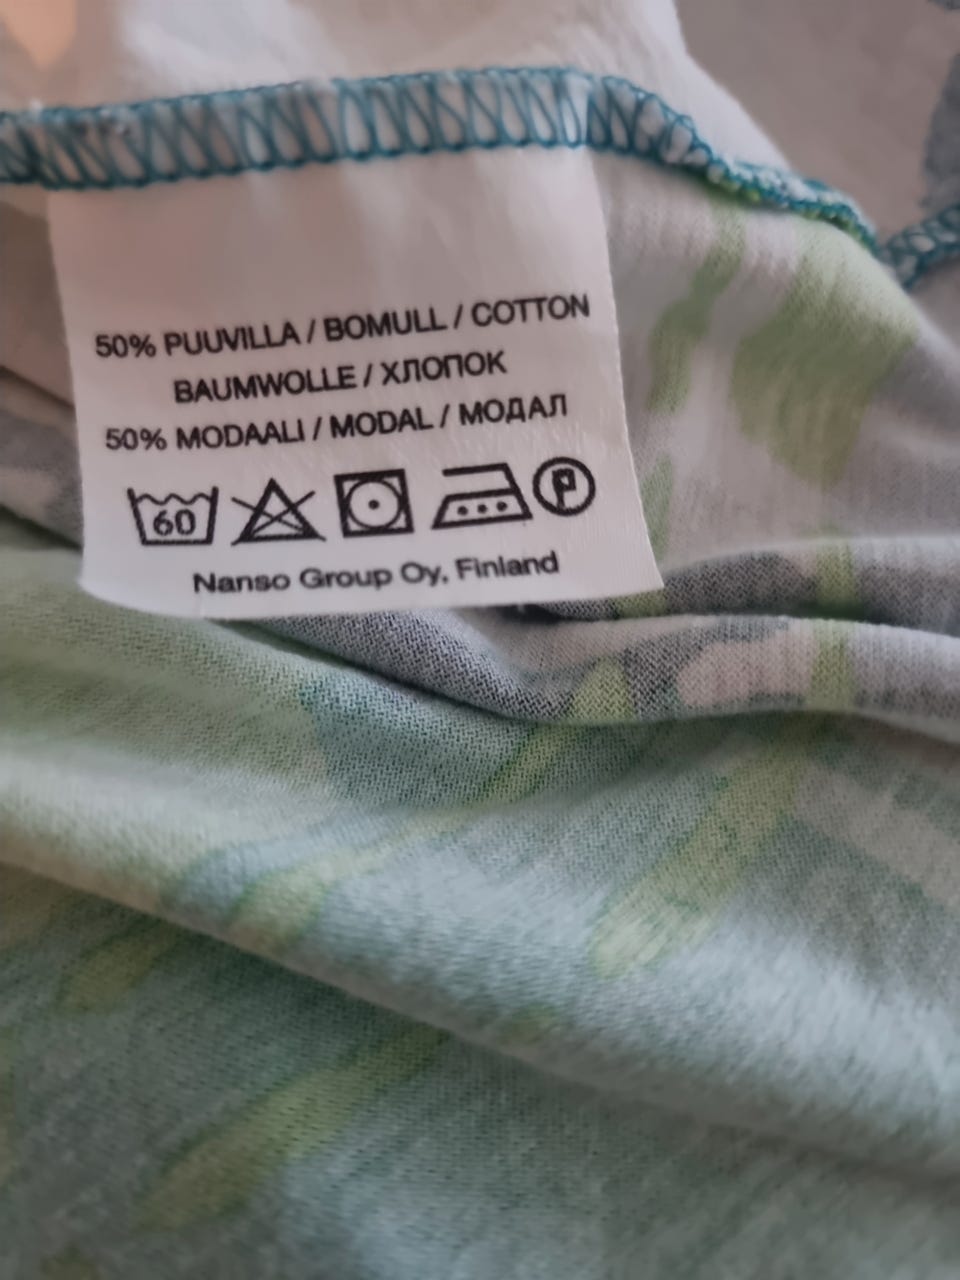 50% PUUVILLA / BOMULL / COTTON
BAUMWOLLE / ХЛОПОК
50% MODAALI / MODAL / МОДАЛ
60 P
Nanso Group Oy, Finland